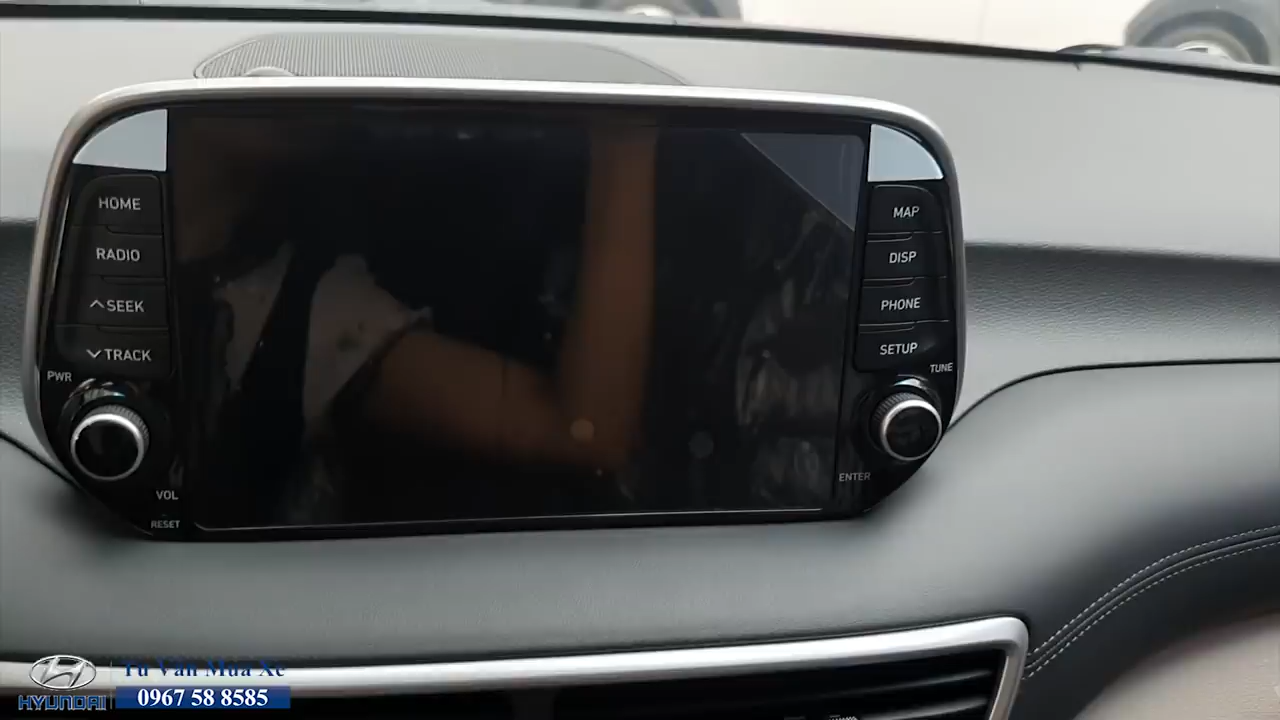 HOME
RADIO
SEEK
TRACK
PWR
VOL
RESET
MAP
DISP
PHONE
SETUP
TUNE
ENTER
HYUNDAI
Tư Vấn Mua Xe
0967 58 8585